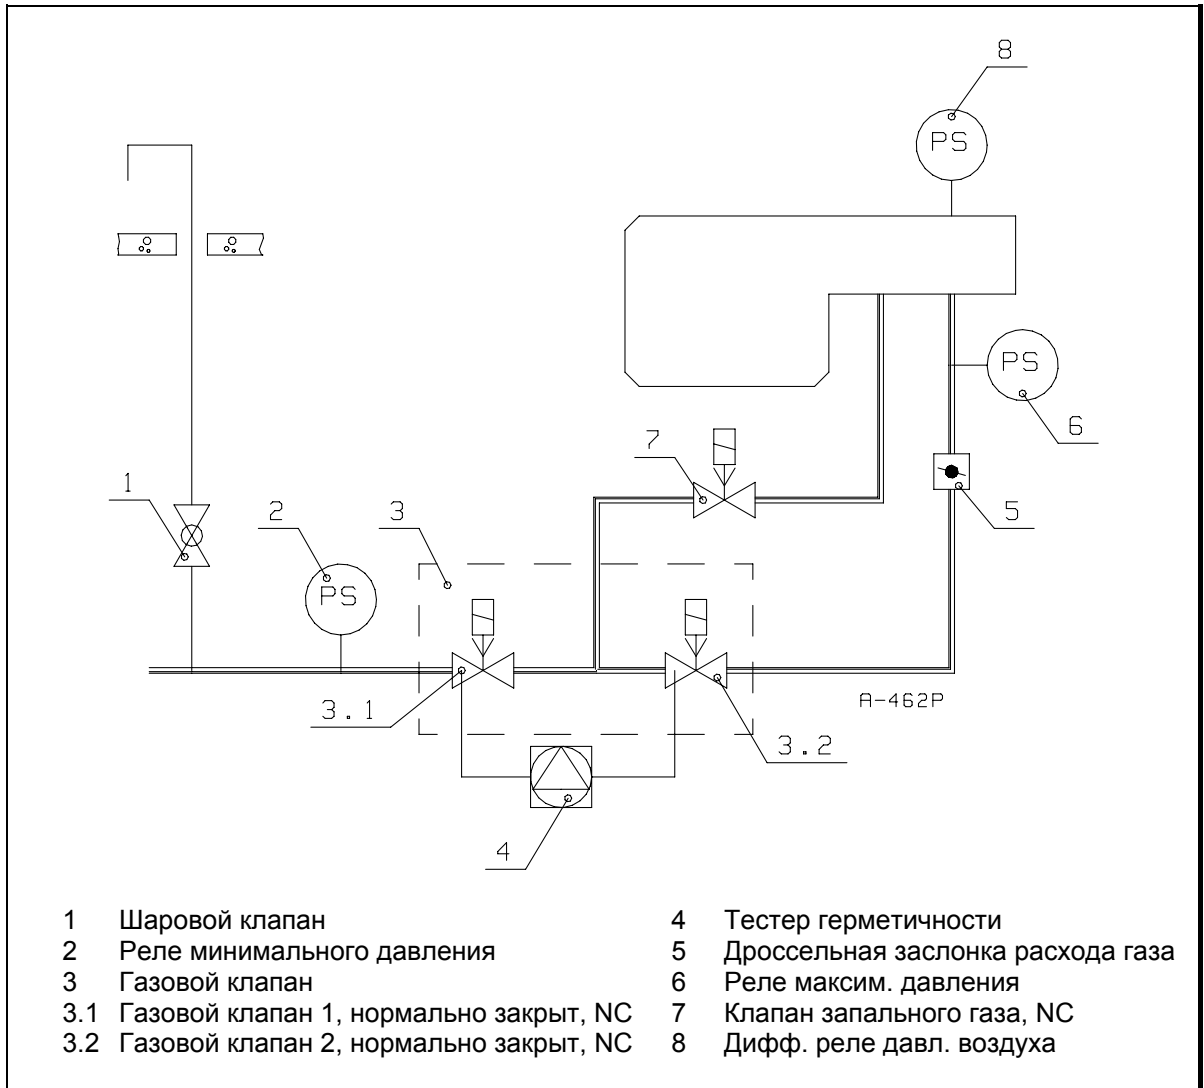 8
PS
PS
6
7
1
2
3
5
PS
3.1
A-462P
3.2
4
1 Шаровой клапан
2 Реле минимального давления
3 Газовой клапан
3.1 Газовой клапан 1, нормально закрыт, NC
3.2 Газовой клапан 2, нормально закрыт, NC
4 Тестер герметичности
5 Дроссельная заслонка расхода газа
6 Реле максим. давления
7 Клапан запального газа, NC
8 Дифф. реле давл. воздуха